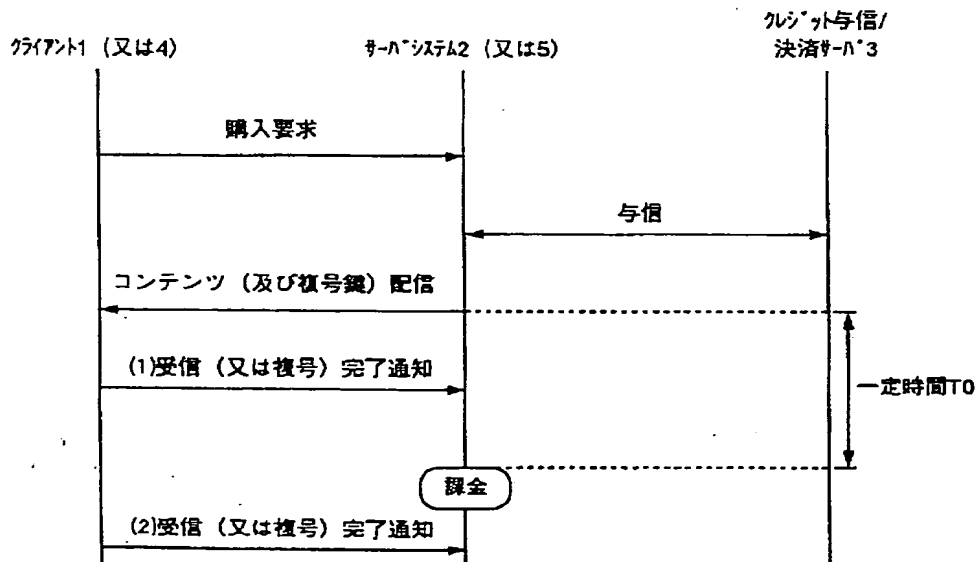 クライアント1 (又は4)
サーバシステム2 (又は5)
クレジット与信/
決済サーバ3
購入要求
与信
コンテンツ (及び複号鍵) 配信
(1)受信 (又は複号) 完了通知
一定時間T0
課金
(2)受信 (又は複号) 完了通知